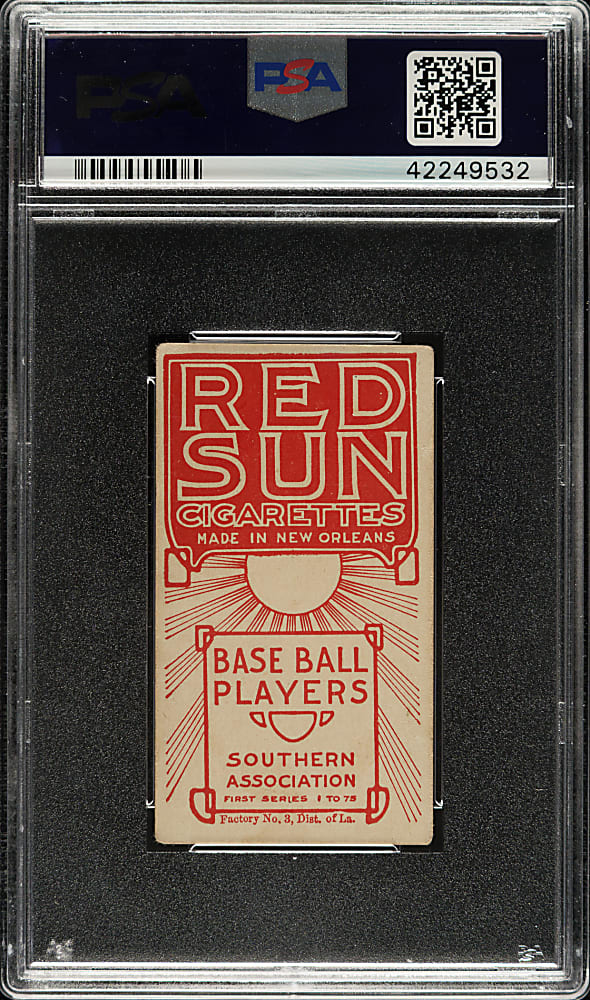 PSA
PSA
42249532
RED
SUN
CIGARETTES
MADE IN NEW ORLEANS
BASE BALL
PLAYERS
SOUTHERN
ASSOCIATION
FIRST SERIES 1 TO 75
Factory No. 3, Dist. of La.